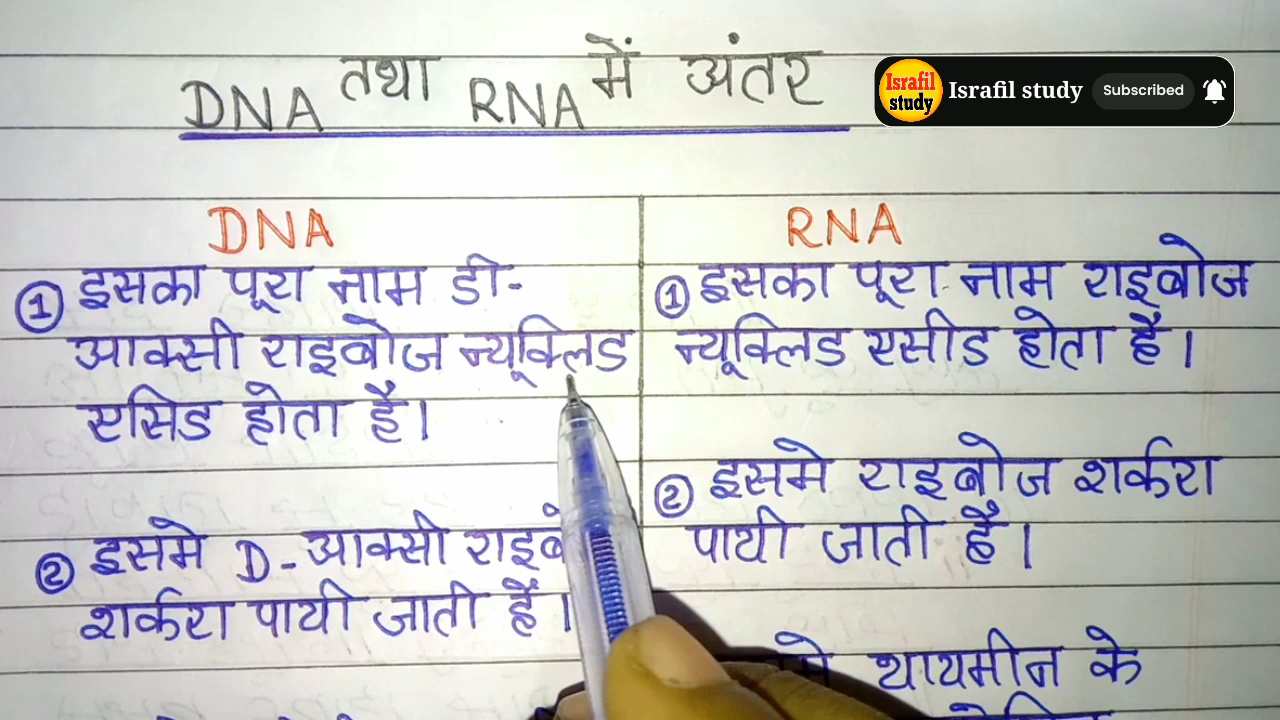 DNA तथा RNA में अंतर
Israfil study
Israfil study
Subscribed
DNA
① इसका पूरा नाम डी-
आक्सी राइबोज न्यूक्लिड
एसिड होता है।
② इसमे D-आक्सी
शर्करा पायी जाती है।
RNA
① इसका पूरा नाम राइबोज
न्यूक्लिड एसीड होता है।
② इसमे राइबोज शर्करा
पायी जाती है।
थायमीन के